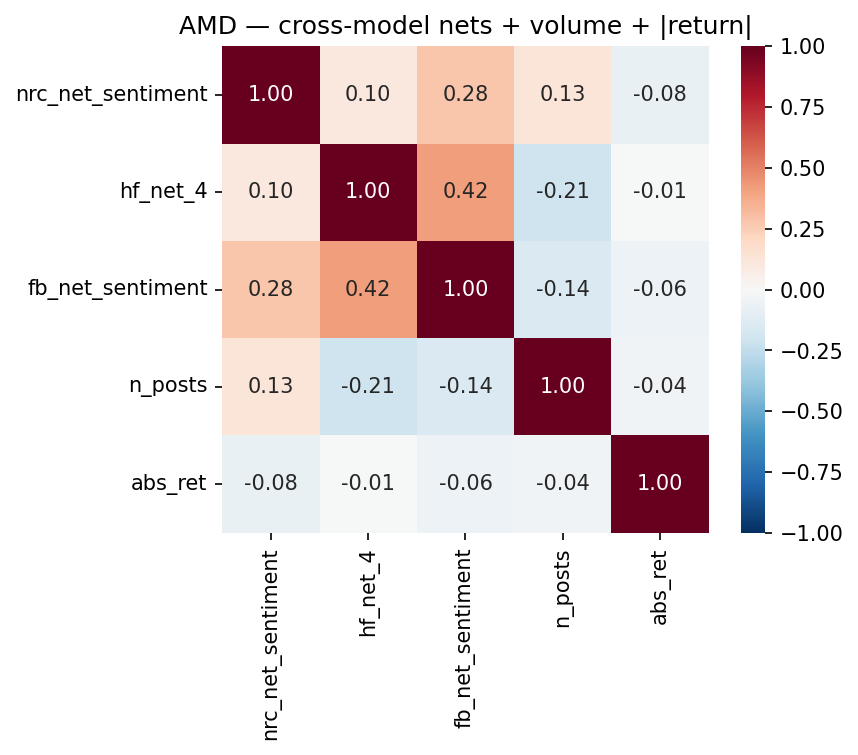 AMD — cross-model nets + volume + |return|
nrc_net_sentiment 1.00 0.10 0.28 0.13 -0.08
hf_net_4 0.10 1.00 0.42 -0.21 -0.01
fb_net_sentiment 0.28 0.42 1.00 -0.14 -0.06
n_posts 0.13 -0.21 -0.14 1.00 -0.04
abs_ret -0.08 -0.01 -0.06 -0.04 1.00
nrc_net_sentiment
hf_net_4
fb_net_sentiment
n_posts
abs_ret
1.00
0.75
0.50
0.25
0.00
−0.25
−0.50
−0.75
−1.00